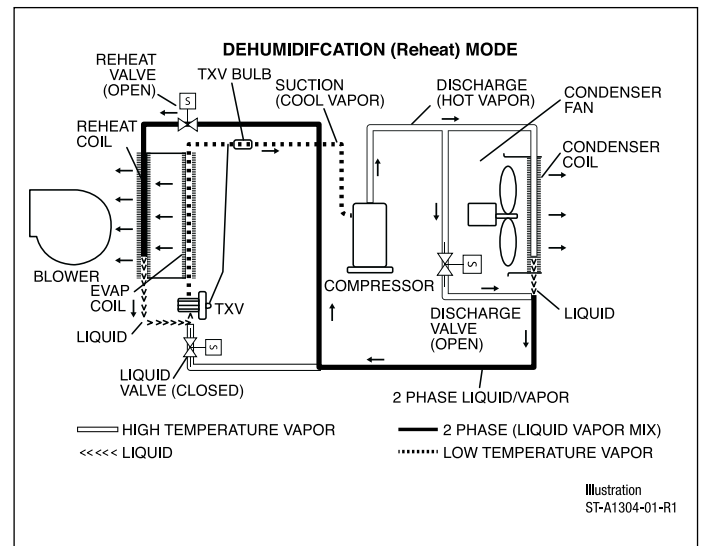 DEHUMIDIFCATION (Reheat) MODE
REHEAT
VALVE
(OPEN)
TXV BULB
SUCTION
(COOL VAPOR)
DISCHARGE
(HOT VAPOR)
CONDENSER
FAN
S
REHEAT
COIL
CONDENSER
COIL
BLOWER
EVAP
COIL
TXV
COMPRESSOR
S
LIQUID
S
DISCHARGE
VALVE
(OPEN)
LIQUID
LIQUID
VALVE (CLOSED)
2 PHASE LIQUID/VAPOR
HIGH TEMPERATURE VAPOR
2 PHASE (LIQUID VAPOR MIX)
<<<<< LIQUID
LOW TEMPERATURE VAPOR
Illustration
ST-A1304-01-R1